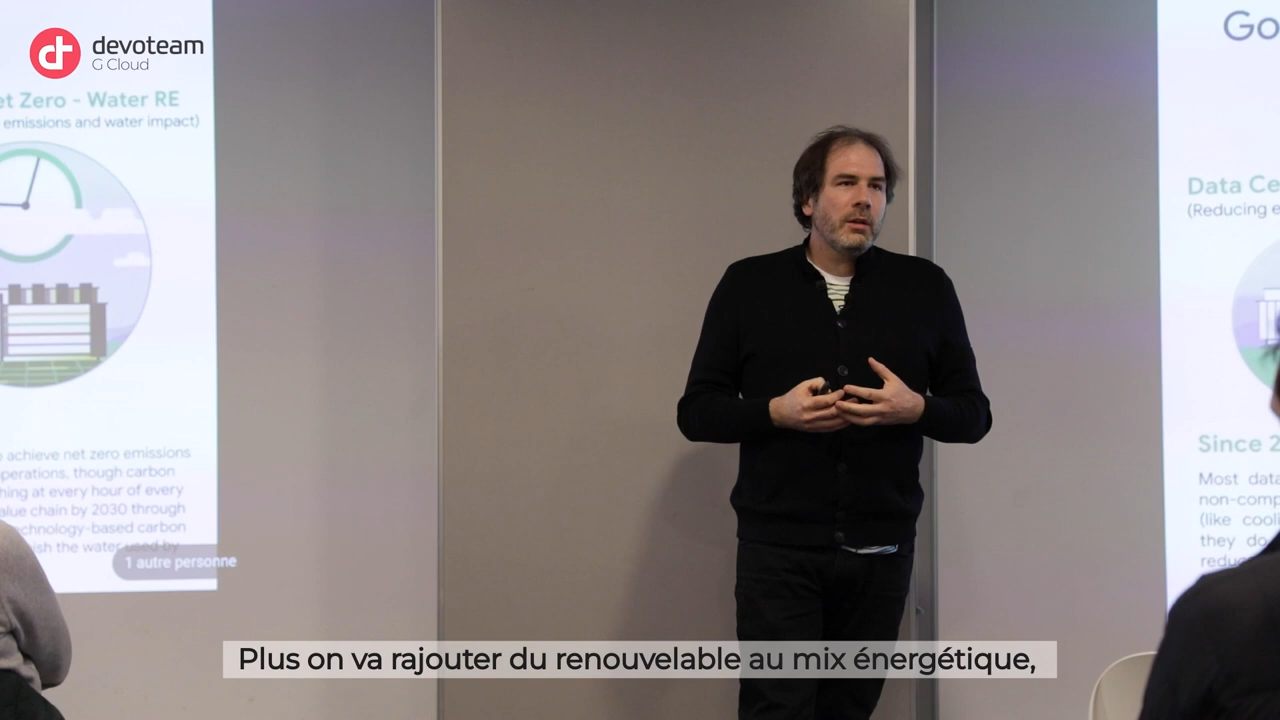 devoteam
G Cloud
et Zero - Water RE
emissions and water impact)
achieve net zero emissions
perations, though carbon
hing at every hour of every
alue chain by 2030 through
echnology-based carbon
ish the water used by
1 autre personne
Go
Data Ce
(Reducing e
Since 2
Most data
non-comp
(like cooli
they do
reduc
Plus on va rajouter du renouvelable au mix énergétique,